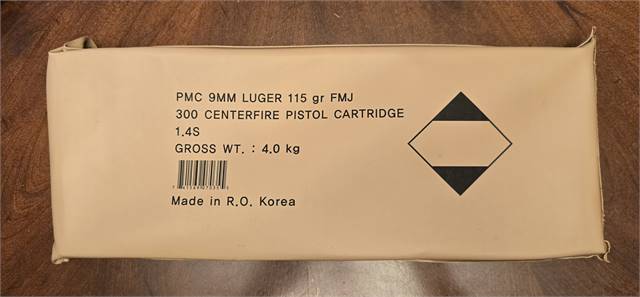 PMC 9MM LUGER 115 gr FMJ
300 CENTERFIRE PISTOL CARTRIDGE
1.4S
GROSS WT. : 4.0 kg
Made in R.O. Korea